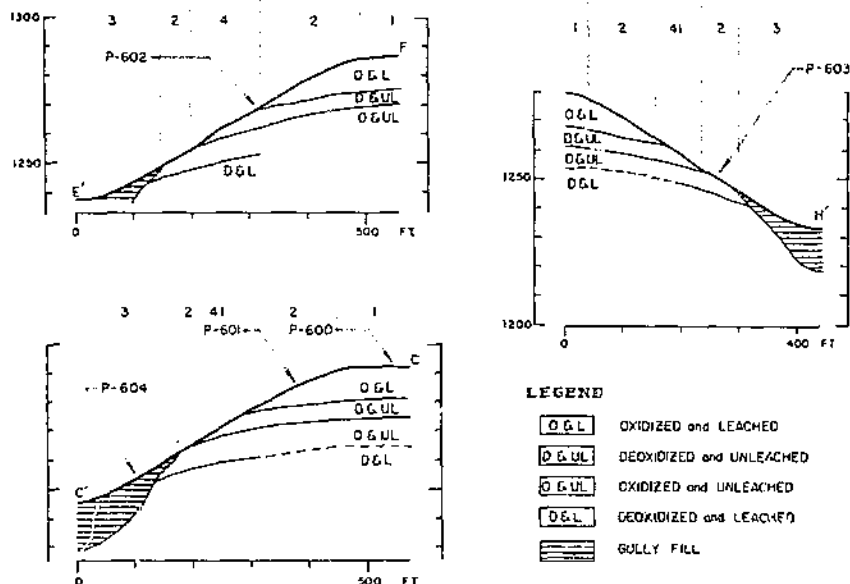 1300
3 2 4 2 1
P-602
F
O & L
D & UL
O & UL
D & L
1250
E'
0 500 FT
1 2 41 2 3
P-603
O & L
D & UL
O & UL
D & L
1250
H'
1200
0 400 FT
3 2 41 2 1
P-601 P-600
C
P-604
O & L
D & UL
O & UL
D & L
C'
0 500 FT
LEGEND
O & L OXIDIZED and LEACHED
D & UL DEOXIDIZED and UNLEACHED
O & UL OXIDIZED and UNLEACHED
D & L DEOXIDIZED and LEACHED
GULLY FILL